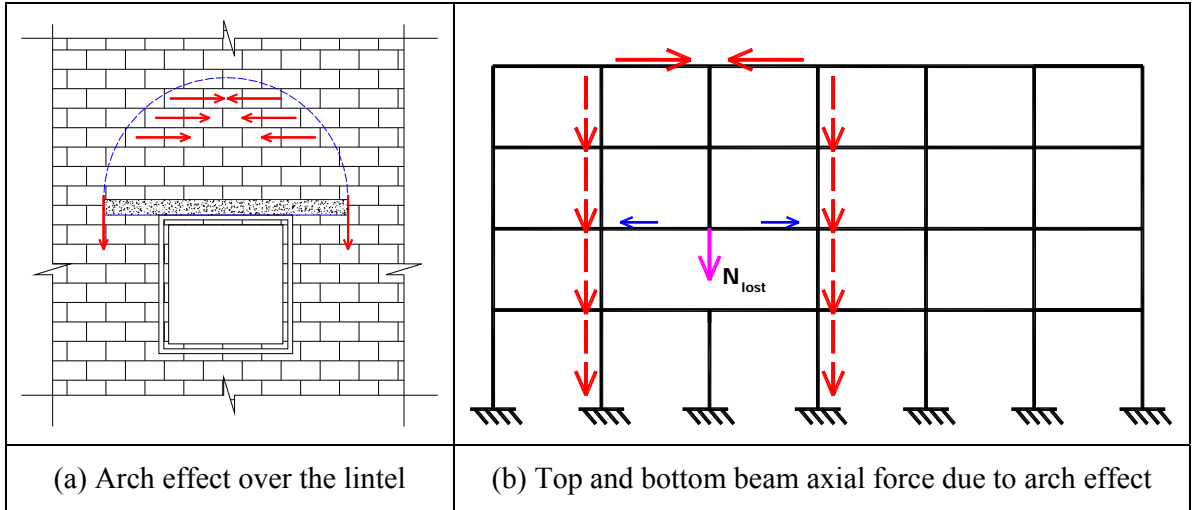 N lost
(a) Arch effect over the lintel
(b) Top and bottom beam axial force due to arch effect